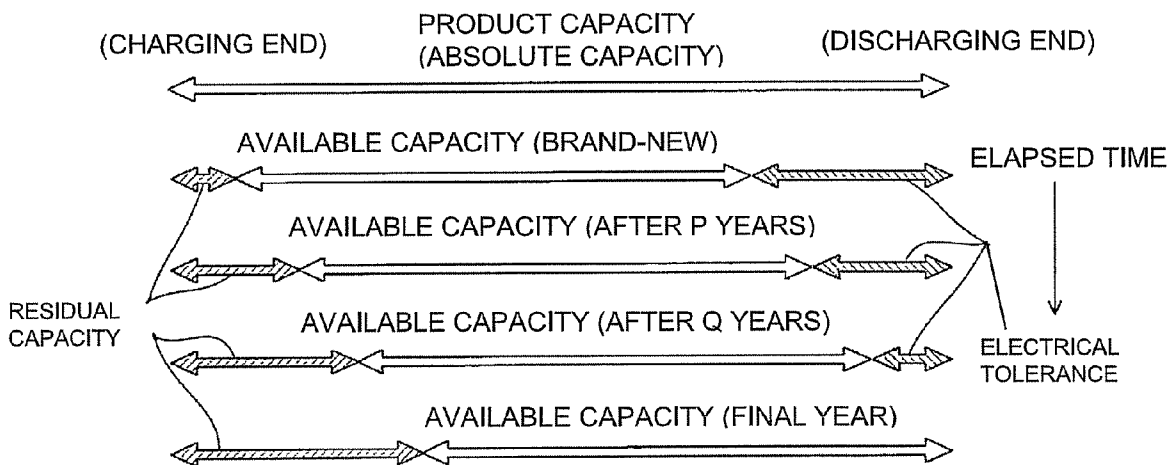 (CHARGING END)
PRODUCT CAPACITY
(ABSOLUTE CAPACITY)
(DISCHARGING END)
AVAILABLE CAPACITY (BRAND-NEW)
ELAPSED TIME
AVAILABLE CAPACITY (AFTER P YEARS)
RESIDUAL
CAPACITY
AVAILABLE CAPACITY (AFTER Q YEARS)
ELECTRICAL
TOLERANCE
AVAILABLE CAPACITY (FINAL YEAR)